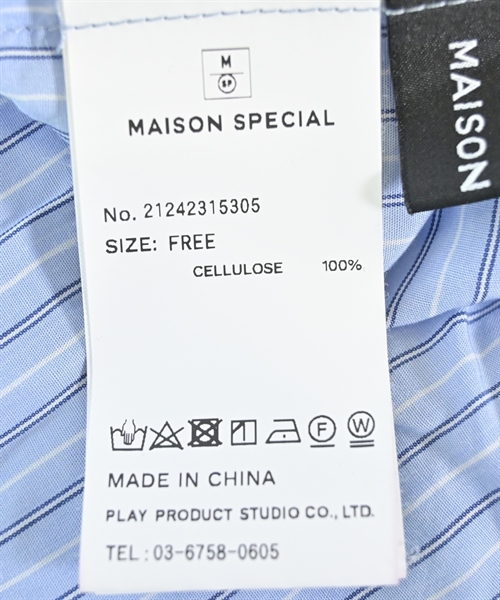 M
SP
MAISON SPECIAL
MAISON
No. 21242315305
SIZE: FREE
CELLULOSE 100%
F
W
MADE IN CHINA
PLAY PRODUCT STUDIO CO., LTD.
TEL : 03-6758-0605